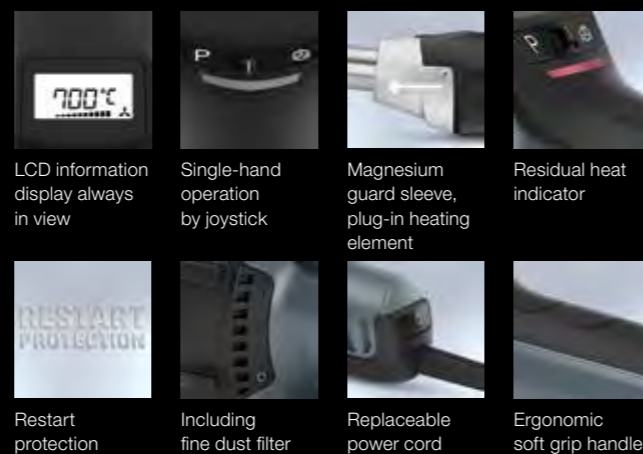 700°C
P
P
LCD information
display always
in view
Single-hand
operation
by joystick
Magnesium
guard sleeve,
plug-in heating
element
Residual heat
indicator
RESTART
PROTECTION
Restart
protection
Including
fine dust filter
Replaceable
power cord
Ergonomic
soft grip handle